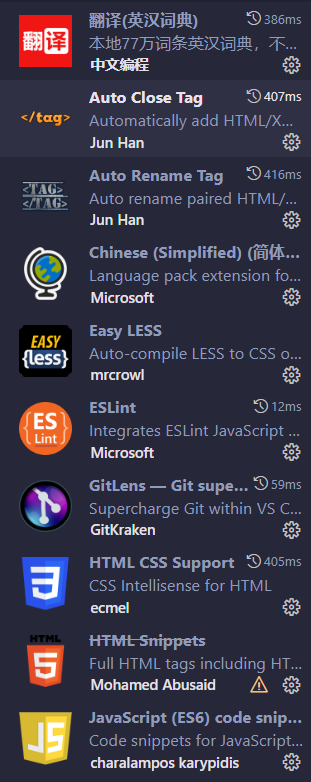 翻译
翻译(英汉词典)
386ms
本地77万词条英汉词典，不...
中文编程
</tag>
Auto Close Tag
407ms
Automatically add HTML/X...
Jun Han
<TAG>
</TAG>
Auto Rename Tag
416ms
Auto rename paired HTML/...
Jun Han
Chinese (Simplified) (简体...
Language pack extension fo...
Microsoft
EASY
{less}
Easy LESS
Auto-compile LESS to CSS o...
mrcrowl
{ES}
Lint
ESLint
12ms
Integrates ESLint JavaScript ...
Microsoft
GitLens — Git supe...
59ms
Supercharge Git within VS C...
GitKraken
3
HTML CSS Support
405ms
CSS Intellisense for HTML
ecmel
HTML
5
HTML Snippets
Full HTML tags including HT...
Mohamed Abusaid
JS
JavaScript (ES6) code snip...
Code snippets for JavaScript...
charalampos karypidis